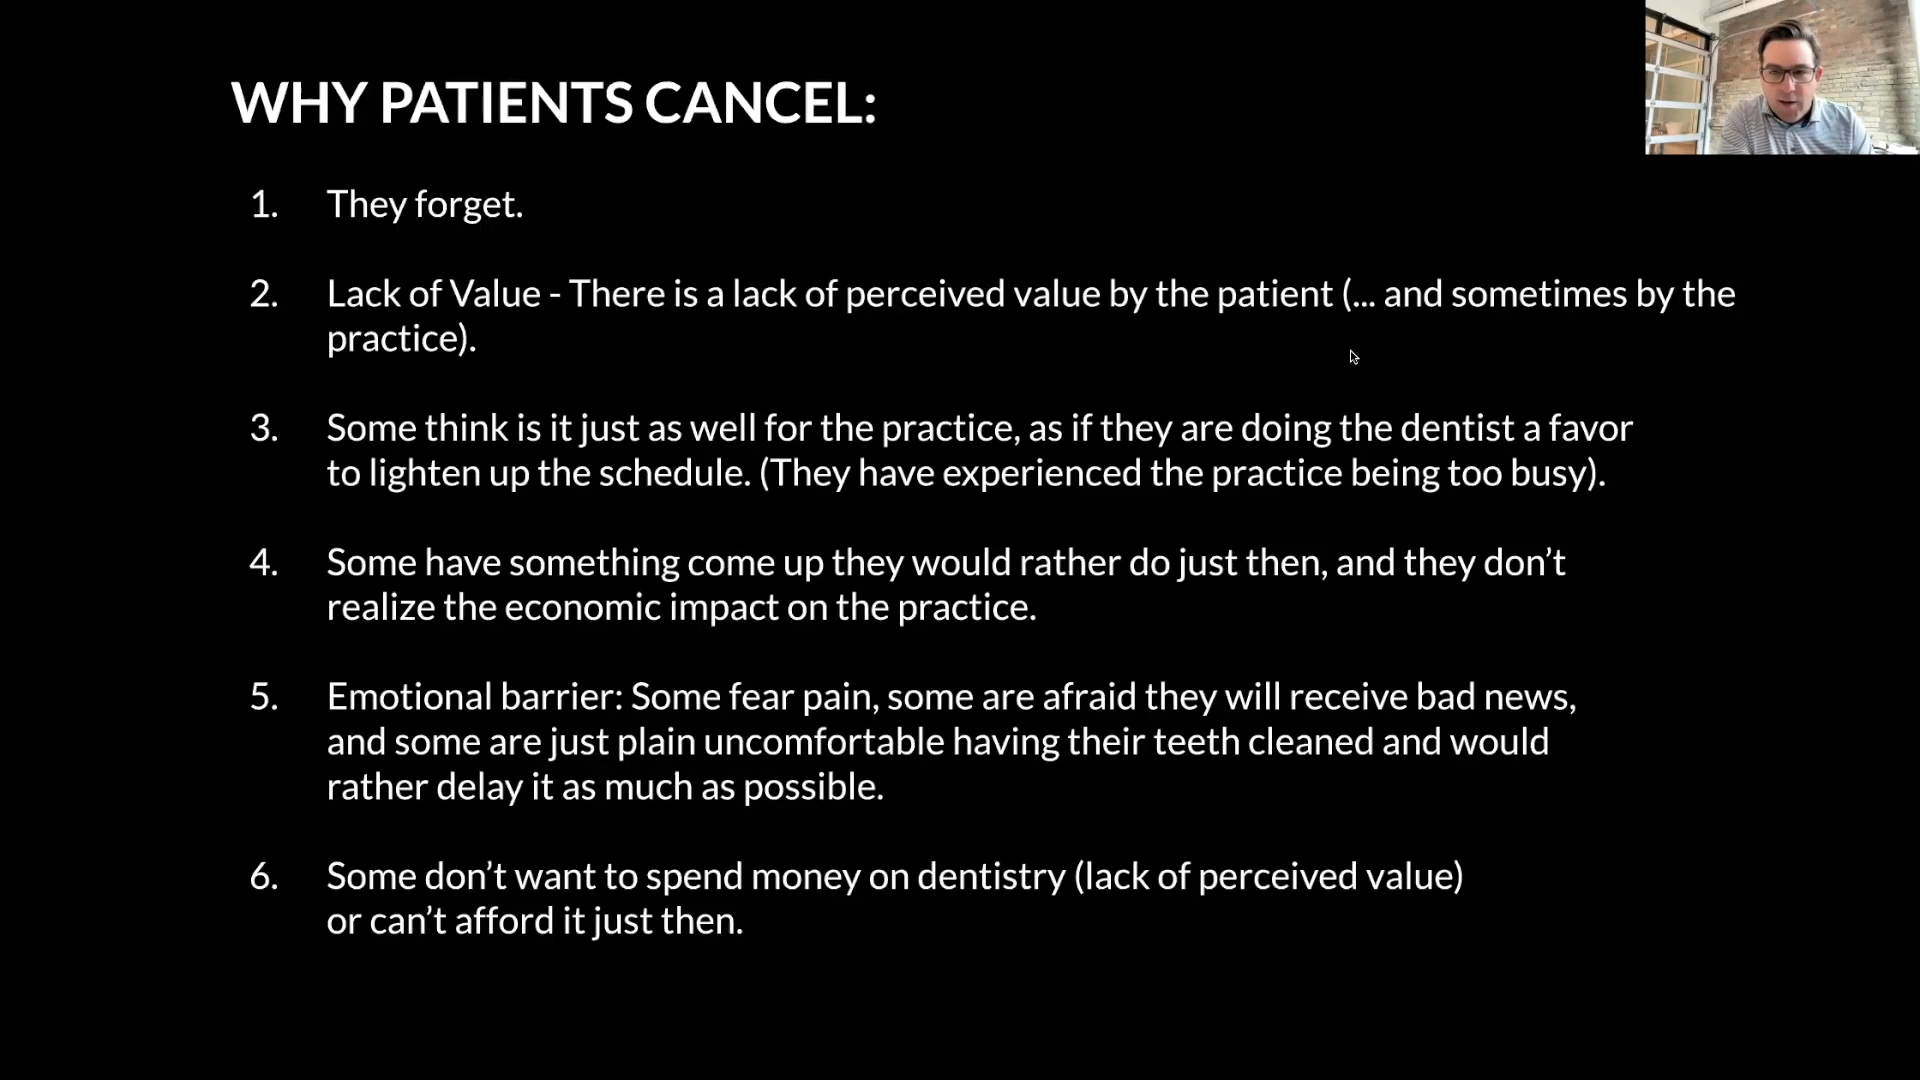 WHY PATIENTS CANCEL:
1. They forget.
2. Lack of Value - There is a lack of perceived value by the patient (... and sometimes by the
practice).
3. Some think is it just as well for the practice, as if they are doing the dentist a favor
to lighten up the schedule. (They have experienced the practice being too busy).
4. Some have something come up they would rather do just then, and they don’t
realize the economic impact on the practice.
5. Emotional barrier: Some fear pain, some are afraid they will receive bad news,
and some are just plain uncomfortable having their teeth cleaned and would
rather delay it as much as possible.
6. Some don’t want to spend money on dentistry (lack of perceived value)
or can’t afford it just then.